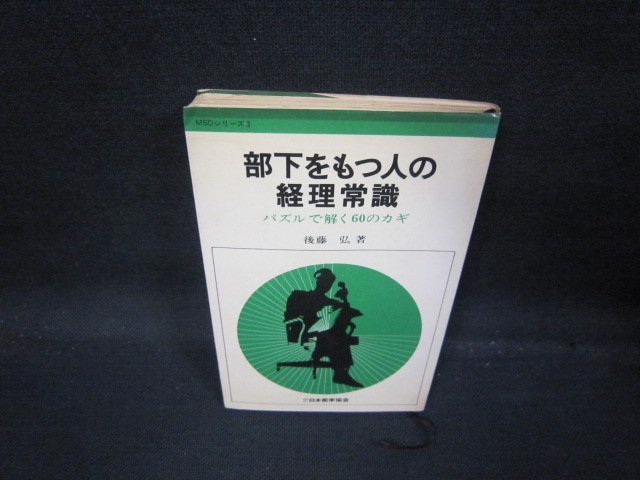 MSDシリーズ3
部下をもつ人の
経理常識
パズルで解く60のカギ
後藤 弘 著
日本能率協会